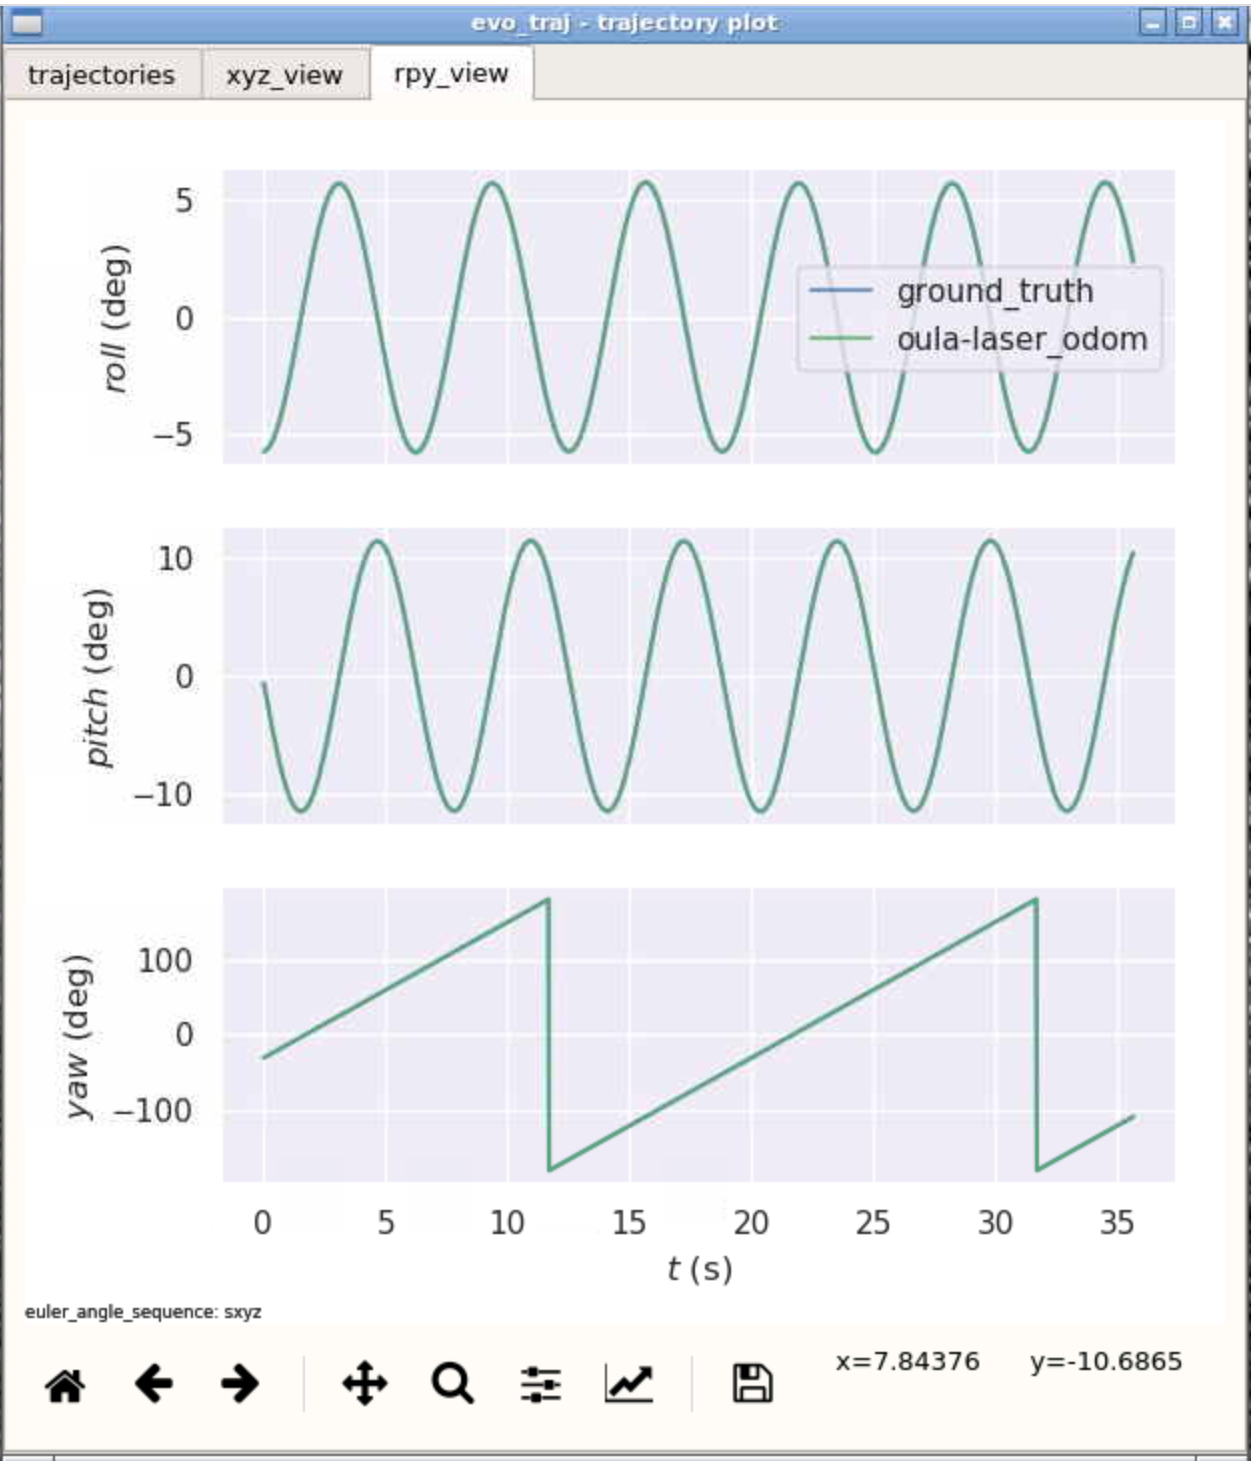 evo_traj - trajectory plot
trajectories xyz_view rpy_view
5
0
−5
roll (deg)
ground_truth
oula-laser_odom
10
0
−10
pitch (deg)
100
0
−100
yaw (deg)
0 5 10 15 20 25 30 35
t (s)
euler_angle_sequence: sxyz
x=7.84376 y=-10.6865